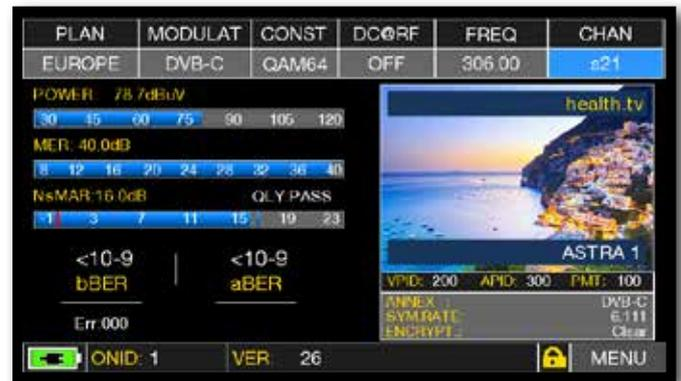 PLAN MODULAT CONST DC@RF FREQ CHAN
EUROPE DVB-C QAM64 OFF 306.00 s21
POWER: 78.7dBuV
30 45 60 75 90 105 120
MER: 40.0dB
8 12 16 20 24 28 32 36 40
NsMAR:16.0dB QLY:PASS
-1 3 7 11 15 19 23
<10-9 <10-9
bBER aBER
Err:000
health.tv
ASTRA 1
VPID: 200 APID: 300 PMT: 100
ANNEX : DVB-C
SYM.RATE: 6.111
ENCRYPT.: Clear
ONID: 1 VER: 26 MENU